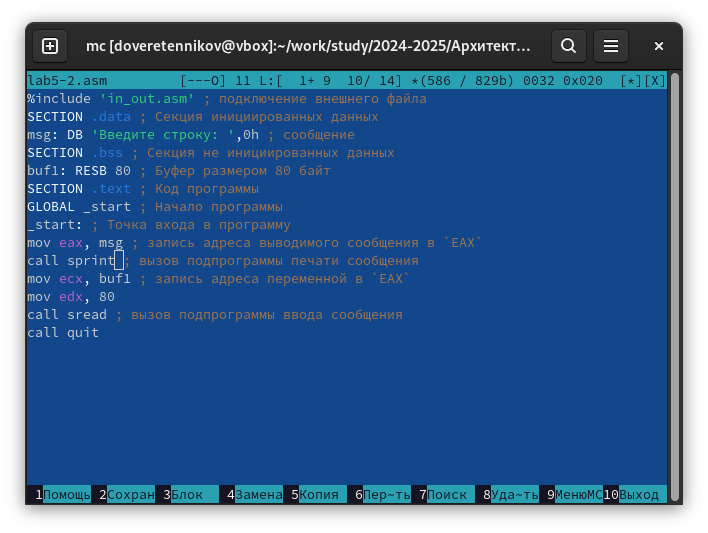 mc [doveretennikov@vbox]:~/work/study/2024-2025/Архитект...
lab5-2.asm [---O] 11 L:[ 1+ 9 10/ 14] *(586 / 829b) 0032 0x020 [*][X]
%include 'in_out.asm' ; подключение внешнего файла
SECTION .data ; Секция инициированных данных
msg: DB 'Введите строку: ',0h ; сообщение
SECTION .bss ; Секция не инициированных данных
buf1: RESB 80 ; Буфер размером 80 байт
SECTION .text ; Код программы
GLOBAL _start ; Начало программы
_start: ; Точка входа в программу
mov eax, msg ; запись адреса выводимого сообщения в `EAX`
call sprint ; вызов подпрограммы печати сообщения
mov ecx, buf1 ; запись адреса переменной в `EAX`
mov edx, 80
call sread ; вызов подпрограммы ввода сообщения
call quit
1Помощь 2Сохран 3Блок 4Замена 5Копия 6Пер~ть 7Поиск 8Уда~ть 9МенюМС 10Выход